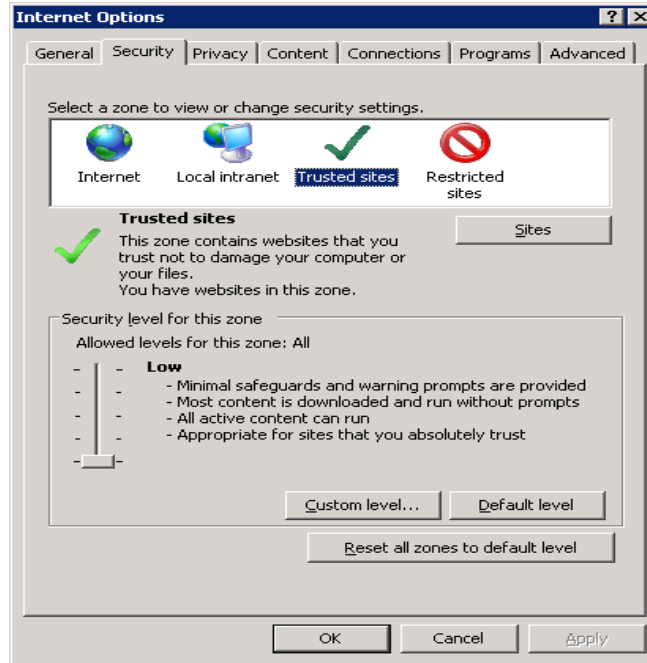 Internet Options
General Security Privacy Content Connections Programs Advanced
Select a zone to view or change security settings.
Internet Local intranet Trusted sites Restricted
sites
Trusted sites
Sites
This zone contains websites that you
trust not to damage your computer or
your files.
You have websites in this zone.
Security level for this zone
Allowed levels for this zone: All
Low
- Minimal safeguards and warning prompts are provided
- Most content is downloaded and run without prompts
- All active content can run
- Appropriate for sites that you absolutely trust
Custom level... Default level
Reset all zones to default level
OK Cancel Apply